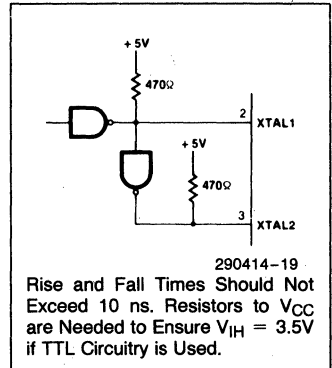 + 5V
470Ω
2
XTAL1
+ 5V
470Ω
3
XTAL2
290414-19
Rise and Fall Times Should Not
Exceed 10 ns. Resistors to VCC
are Needed to Ensure VIH = 3.5V
if TTL Circuitry is Used.